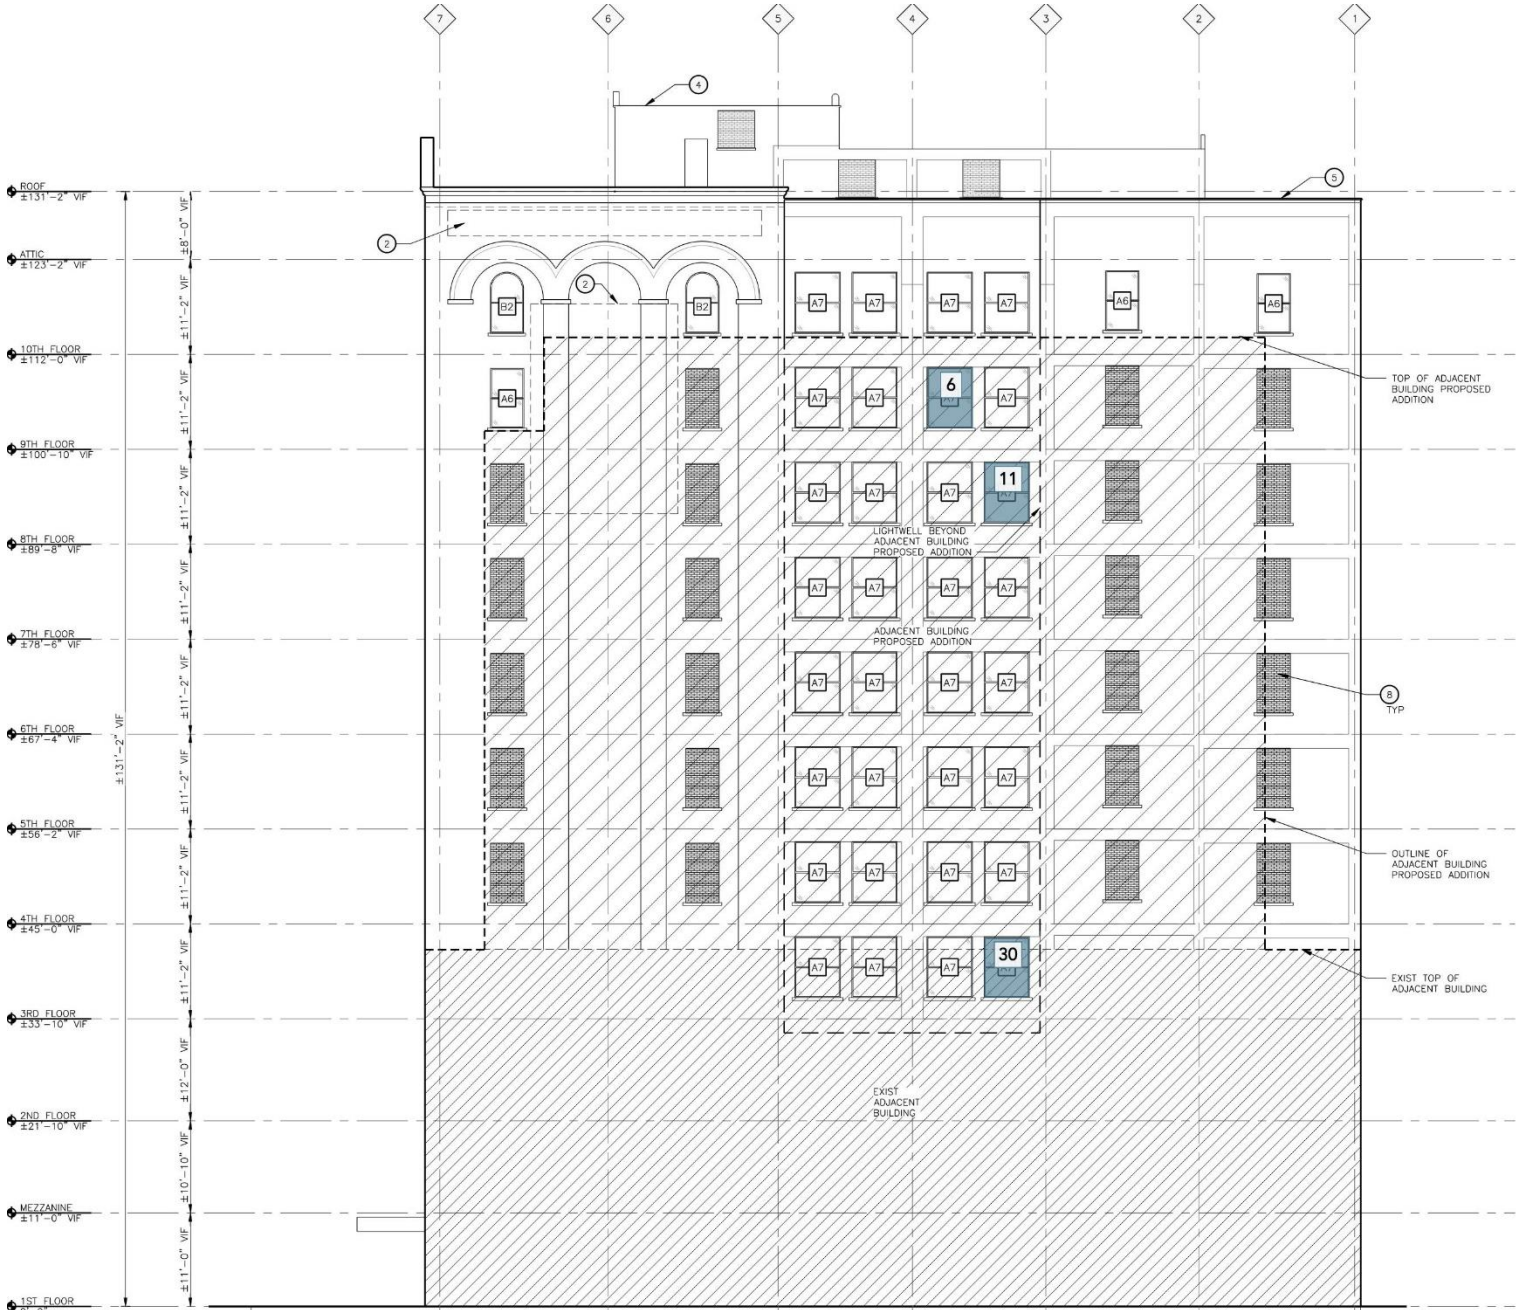 7 6 5 4 3 2 1
4
ROOF
±131'-2" VIF
5
±8'-0" VIF
2
ATTIC
±123'-2" VIF
2
B2 B2 A7 A7 A7 A7 A6 A6
±11'-2" VIF
10TH FLOOR
±112'-0" VIF
TOP OF ADJACENT
BUILDING PROPOSED
ADDITION
A6 A7 A7 6 A7 A7
±11'-2" VIF
9TH FLOOR
±100'-10" VIF
A7 A7 A7 11 A7
±11'-2" VIF
LIGHTWELL BEYOND
ADJACENT BUILDING
PROPOSED ADDITION
8TH FLOOR
±89'-8" VIF
A7 A7 A7 A7
±11'-2" VIF
ADJACENT BUILDING
PROPOSED ADDITION
7TH FLOOR
±78'-6" VIF
A7 A7 A7 A7
±11'-2" VIF
8
TYP
6TH FLOOR
±67'-4" VIF
±131'-2" VIF
A7 A7 A7 A7
±11'-2" VIF
5TH FLOOR
±56'-2" VIF
OUTLINE OF
ADJACENT BUILDING
PROPOSED ADDITION
A7 A7 A7 A7
±11'-2" VIF
4TH FLOOR
±45'-0" VIF
A7 A7 A7 30 A7
±11'-2" VIF
EXIST TOP OF
ADJACENT BUILDING
3RD FLOOR
±33'-10" VIF
±12'-0" VIF
EXIST
ADJACENT
BUILDING
2ND FLOOR
±21'-10" VIF
±10'-10" VIF
MEZZANINE
±11'-0" VIF
±11'-0" VIF
1ST FLOOR